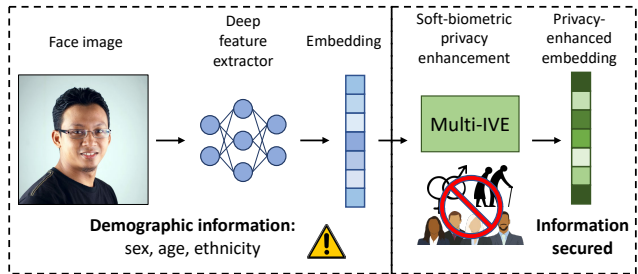 Face image
Deep
feature
extractor
Embedding
Soft-biometric
privacy
enhancement
Privacy-
enhanced
embedding
Multi-IVE
Demographic information:
sex, age, ethnicity
Information
secured